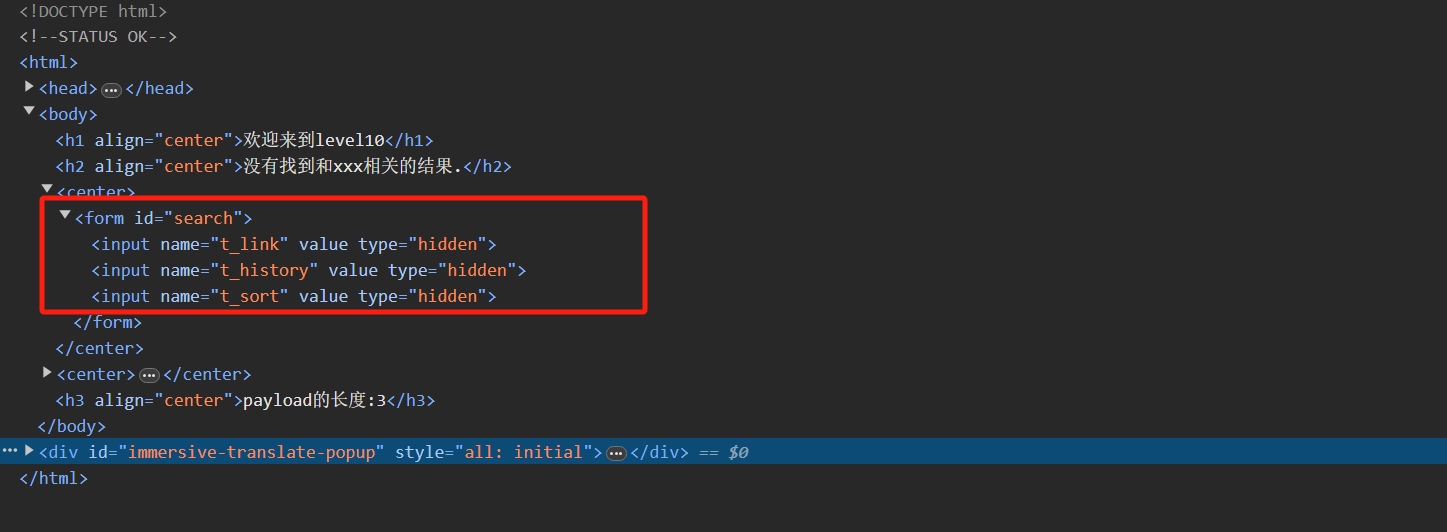 <!DOCTYPE html>
<!--STATUS OK-->
<html>
<head>…</head>
<body>
<h1 align="center">欢迎来到level10</h1>
<h2 align="center">没有找到和xxx相关的结果.</h2>
<center>
<form id="search">
<input name="t_link" value type="hidden">
<input name="t_history" value type="hidden">
<input name="t_sort" value type="hidden">
</form>
</center>
<center>…</center>
<h3 align="center">payload的长度:3</h3>
</body>
…<div id="immersive-translate-popup" style="all: initial">…</div> == $0
</html>